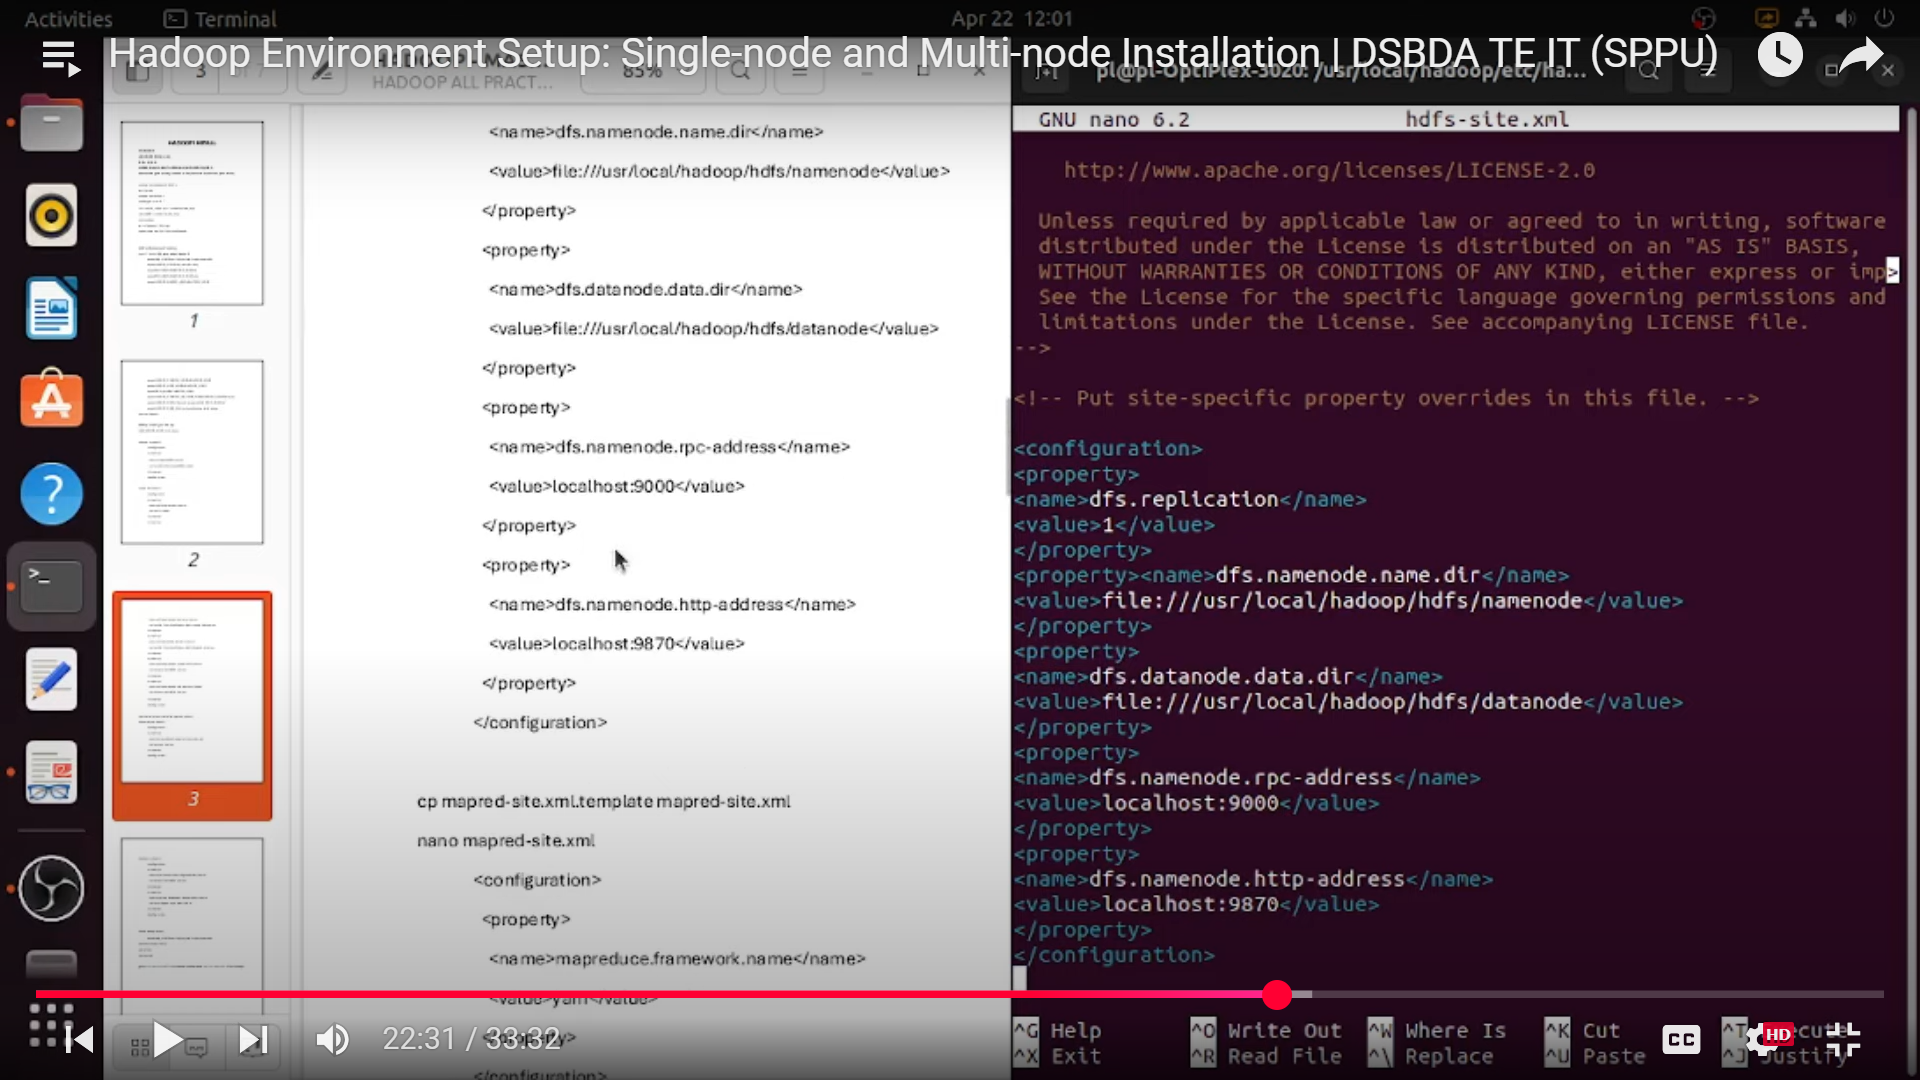 Activities
Terminal
Apr 22 12:01
Hadoop Environment Setup: Single-node and Multi-node Installation | DSBDA TE IT (SPPU)
3
85%
HADOOP ALL PRACT...
pl@pl-OptiPlex-3020: /usr/local/hadoop/etc/ha...
1
2
3
<name>dfs.namenode.name.dir</name>
<value>file:///usr/local/hadoop/hdfs/namenode</value>
</property>
<property>
<name>dfs.datanode.data.dir</name>
<value>file:///usr/local/hadoop/hdfs/datanode</value>
</property>
<property>
<name>dfs.namenode.rpc-address</name>
<value>localhost:9000</value>
</property>
<property>
<name>dfs.namenode.http-address</name>
<value>localhost:9870</value>
</property>
</configuration>
cp mapred-site.xml.template mapred-site.xml
nano mapred-site.xml
<configuration>
<property>
<name>mapreduce.framework.name</name>
<value>yarn</value>
</property>
</configuration>
GNU nano 6.2 hdfs-site.xml
http://www.apache.org/licenses/LICENSE-2.0
Unless required by applicable law or agreed to in writing, software
distributed under the License is distributed on an "AS IS" BASIS,
WITHOUT WARRANTIES OR CONDITIONS OF ANY KIND, either express or imp>
See the License for the specific language governing permissions and
limitations under the License. See accompanying LICENSE file.
-->
<!-- Put site-specific property overrides in this file. -->
<configuration>
<property>
<name>dfs.replication</name>
<value>1</value>
</property>
<property><name>dfs.namenode.name.dir</name>
<value>file:///usr/local/hadoop/hdfs/namenode</value>
</property>
<property>
<name>dfs.datanode.data.dir</name>
<value>file:///usr/local/hadoop/hdfs/datanode</value>
</property>
<property>
<name>dfs.namenode.rpc-address</name>
<value>localhost:9000</value>
</property>
<property>
<name>dfs.namenode.http-address</name>
<value>localhost:9870</value>
</property>
</configuration>
^G Help ^O Write Out ^W Where Is ^K Cut
^X Exit ^R Read File ^\ Replace ^U Paste ^J Justify
22:31 / 33:32
CC
HD